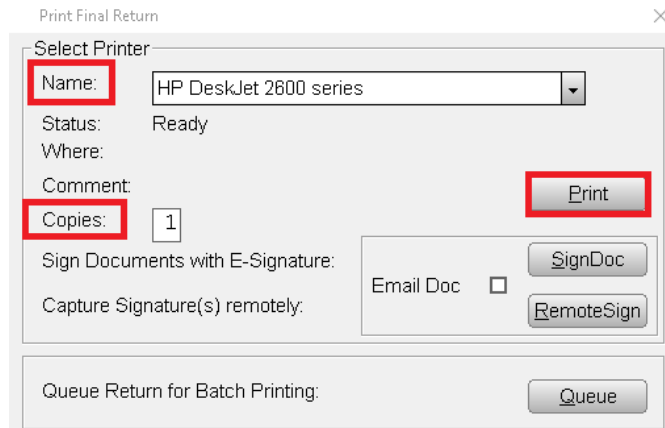 Print Final Return
Select Printer
Name: HP DeskJet 2600 series
Status: Ready
Where:
Comment:
Print
Copies: 1
Sign Documents with E-Signature: SignDoc
Email Doc
Capture Signature(s) remotely: RemoteSign
Queue Return for Batch Printing: Queue